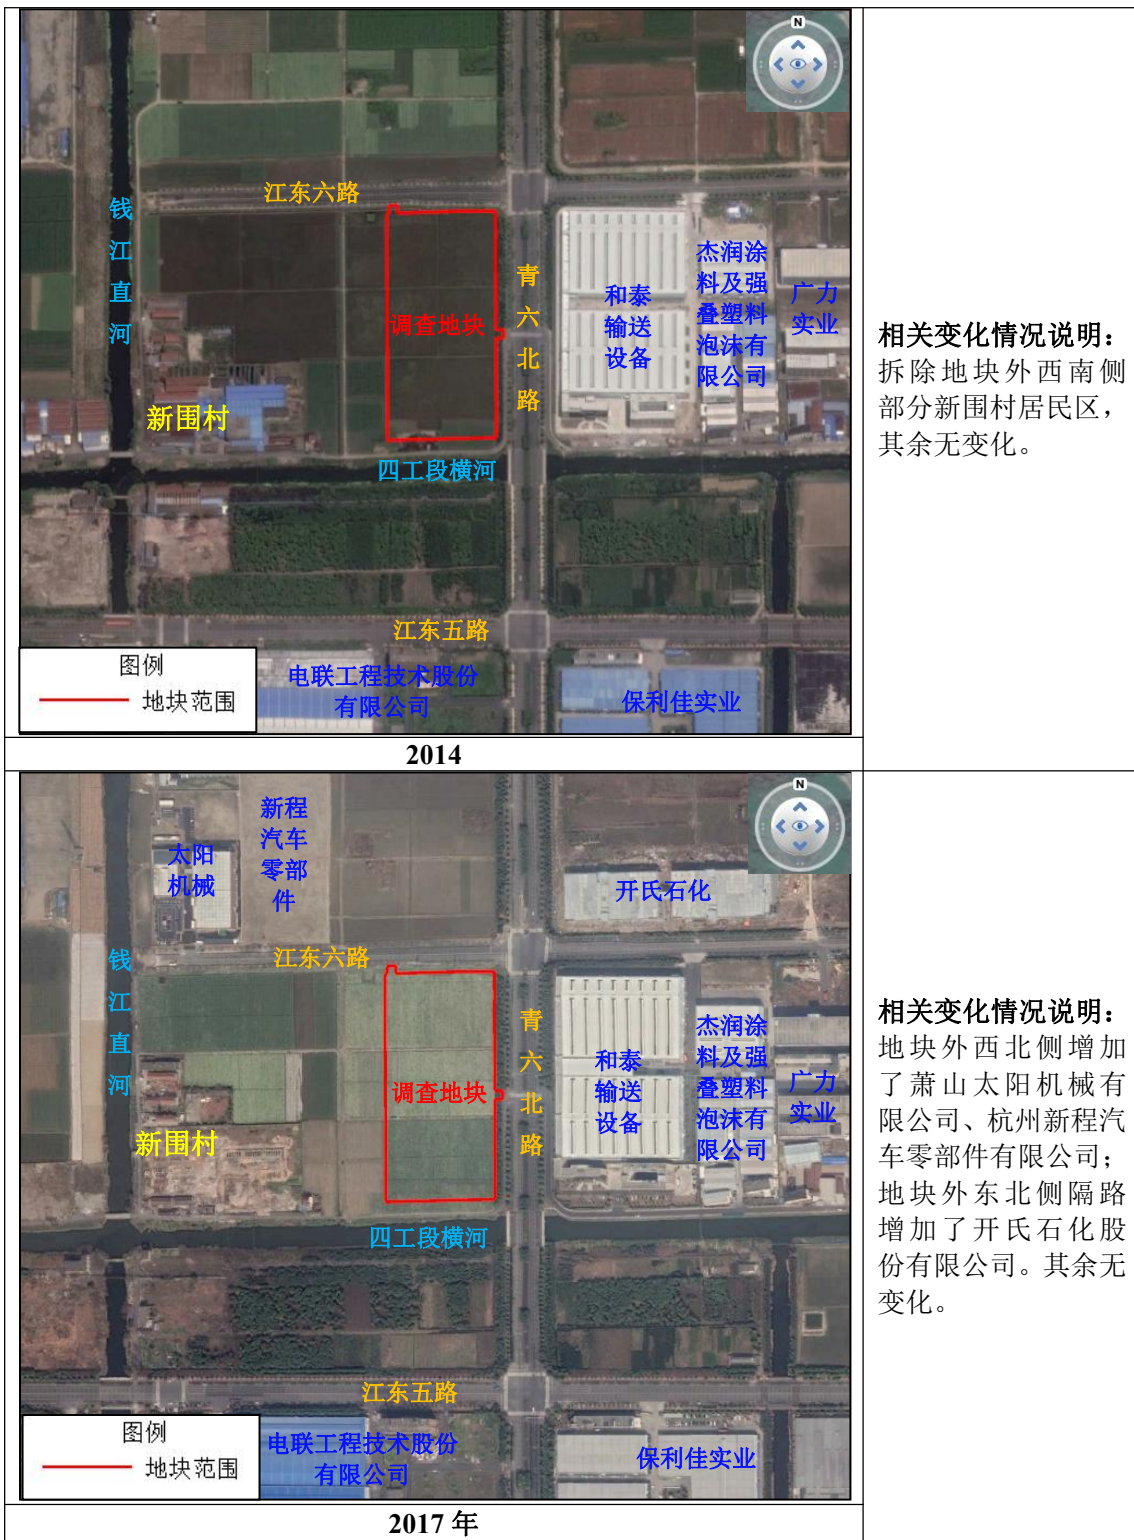 N
江东六路
钱江直河
青六北路
调查地块
和泰
输送
设备
杰润涂
料及强
叠塑料
泡沫有
限公司
广力
实业
新围村
四工段横河
江东五路
图例
地块范围
电联工程技术股份
有限公司
保利佳实业
2014
相关变化情况说明：
拆除地块外西南侧
部分新围村居民区，
其余无变化。
N
新程
汽车
零部
件
太阳
机械
开氏石化
江东六路
钱江直河
青六北路
调查地块
和泰
输送
设备
杰润涂
料及强
叠塑料
泡沫有
限公司
广力
实业
新围村
四工段横河
江东五路
图例
地块范围
电联工程技术股份
有限公司
保利佳实业
2017 年
相关变化情况说明：
地块外西北侧增加
了萧山太阳机械有
限公司、杭州新程汽
车零部件有限公司；
地块外东北侧隔路
增加了开氏石化股
份有限公司。其余无
变化。